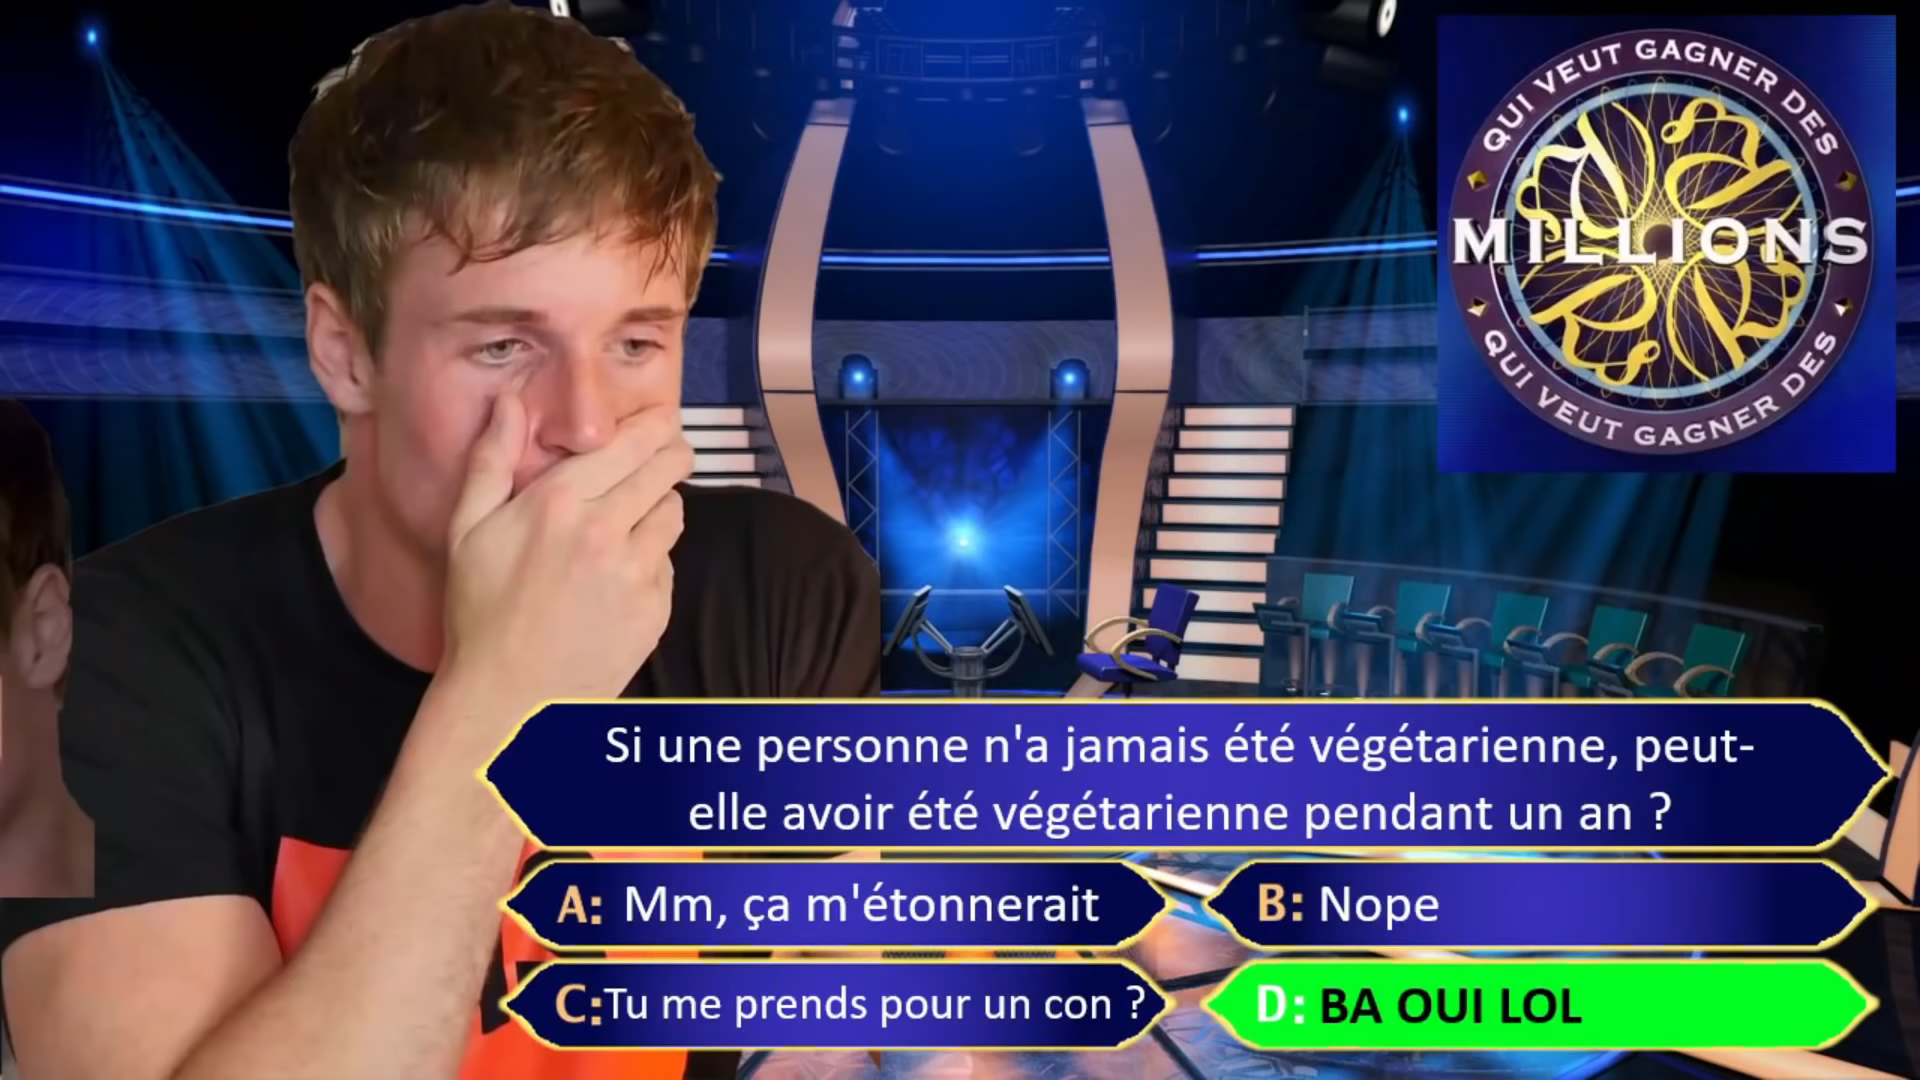 QUI VEUT GAGNER DES
MILLIONS
QUI VEUT GAGNER DES
Si une personne n'a jamais été végétarienne, peut-
elle avoir été végétarienne pendant un an ?
A: Mm, ça m'étonnerait
B: Nope
C:Tu me prends pour un con ?
D: BA OUI LOL